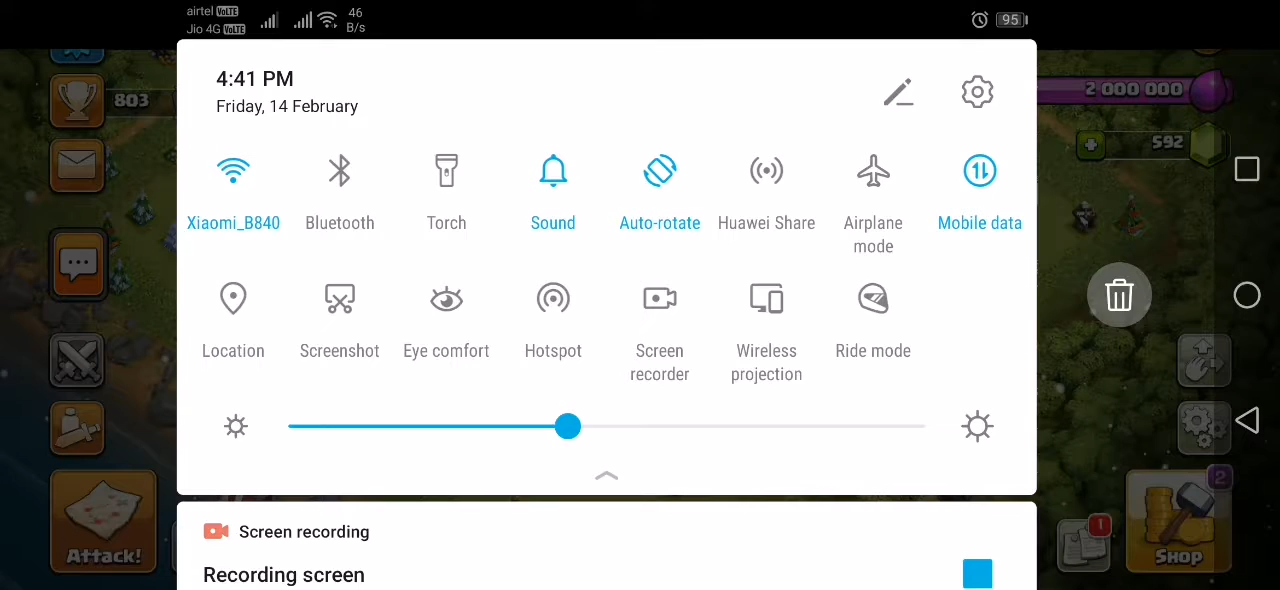 airtel VoLTE
Jio 4G VoLTE
46
B/s
95
4:41 PM
Friday, 14 February
803
2 000 000
592
Xiaomi_B840
Bluetooth
Torch
Sound
Auto-rotate
Huawei Share
Airplane
mode
Mobile data
Location
Screenshot
Eye comfort
Hotspot
Screen
recorder
Wireless
projection
Ride mode
Screen recording
Recording screen
Attack!
1
2
Shop